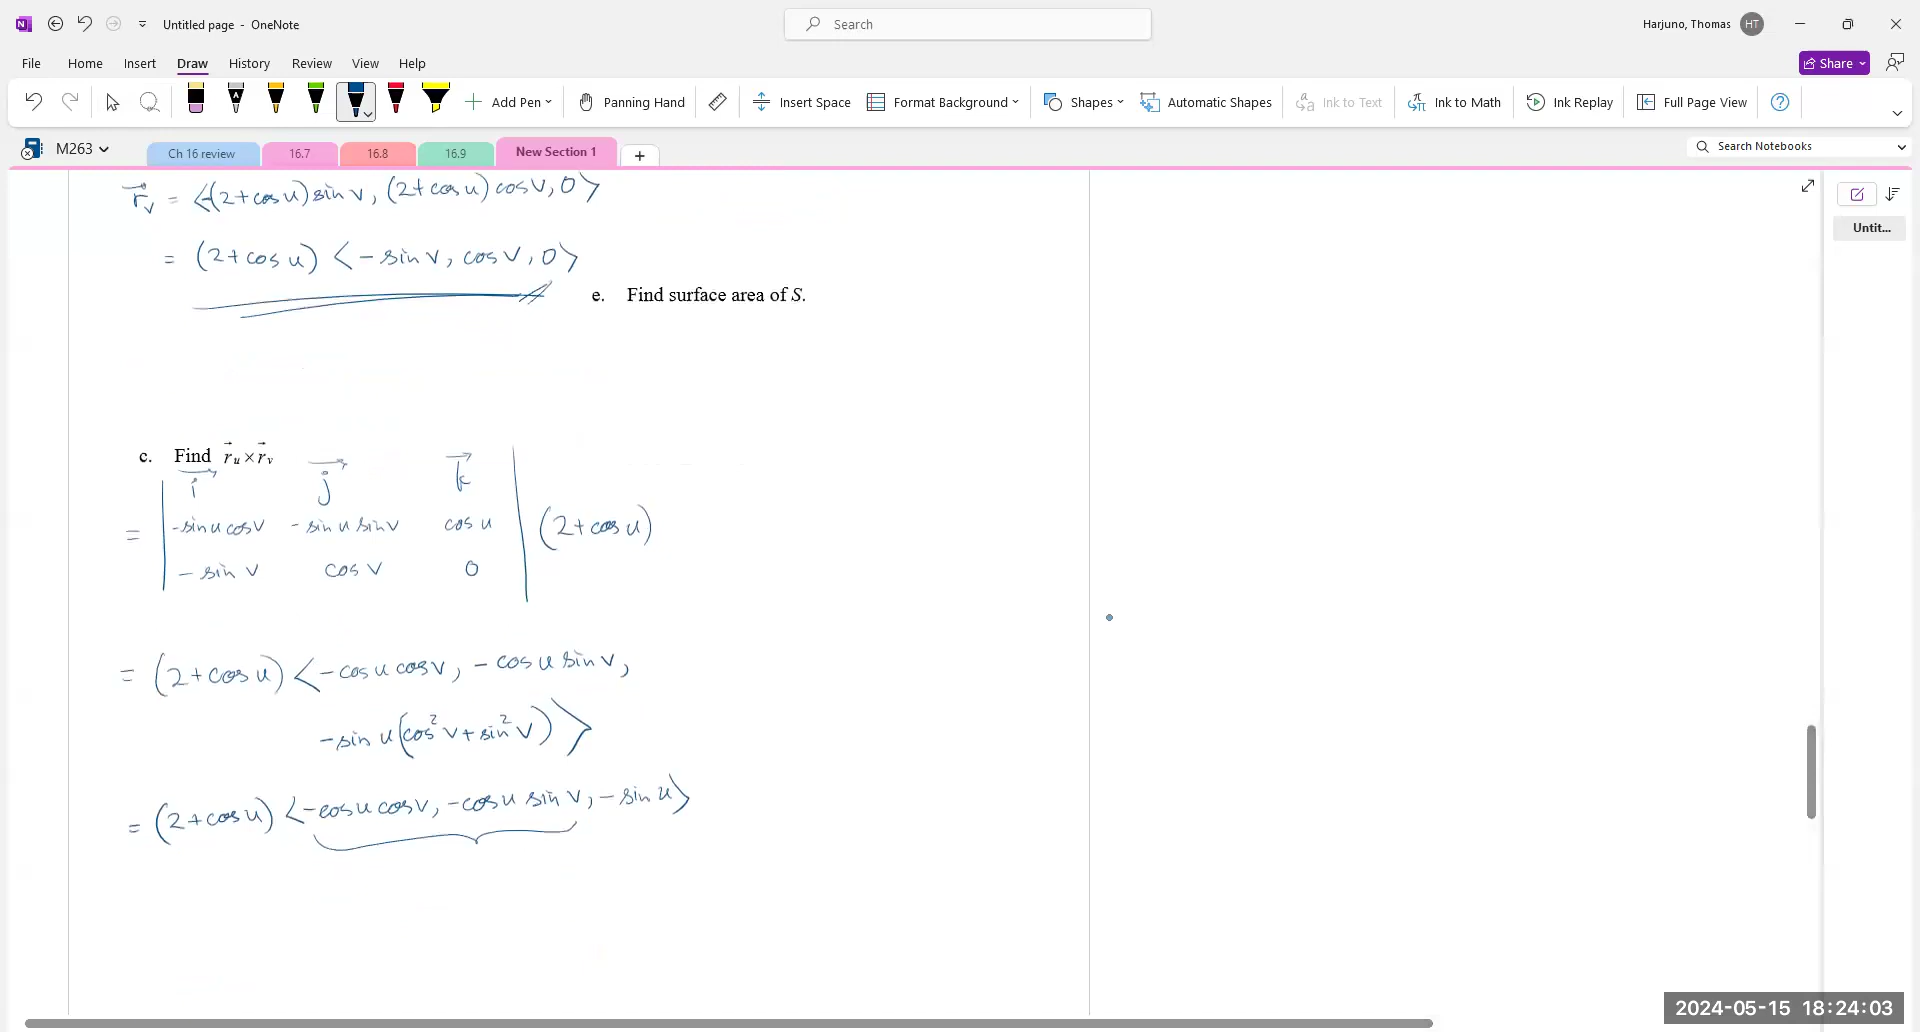 Untitled page - OneNote
Search
Harjuno, Thomas HT
File Home Insert Draw History Review View Help
Share
Add Pen Panning Hand Insert Space Format Background Shapes Automatic Shapes Ink to Text Ink to Math Ink Replay Full Page View
M263 Ch 16 review 16.7 16.8 16.9 New Section 1 +
Search Notebooks
Untit...
r⃗_v = <-(2+cos u) sin v, (2+cos u) cos v, 0>
= (2+cos u) <-sin v, cos v, 0>
e. Find surface area of S.
c. Find r⃗_u × r⃗_v
i⃗ j⃗ k⃗
= | -sin u cos v  -sin u sin v  cos u | (2+cos u)
-sin v  cos v  0
= (2+cos u) <-cos u cos v, -cos u sin v,
-sin u (cos² v + sin² v)>
= (2+cos u) <-cos u cos v, -cos u sin v, -sin u>
2024-05-15 18:24:03